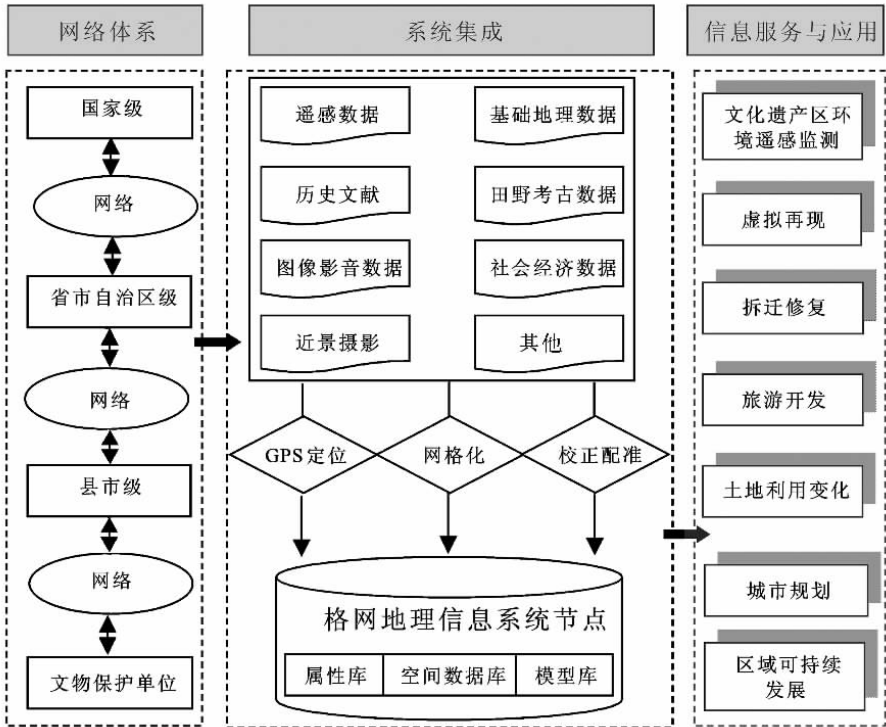 网络体系
系统集成
信息服务与应用
国家级
网络
省市自治区级
网络
县市级
网络
文物保护单位
遥感数据
基础地理数据
历史文献
田野考古数据
图像影音数据
社会经济数据
近景摄影
其他
GPS定位
网格化
校正配准
格网地理信息系统节点
属性库
空间数据库
模型库
文化遗产区环
境遥感监测
虚拟再现
拆迁修复
旅游开发
土地利用变化
城市规划
区域可持续
发展